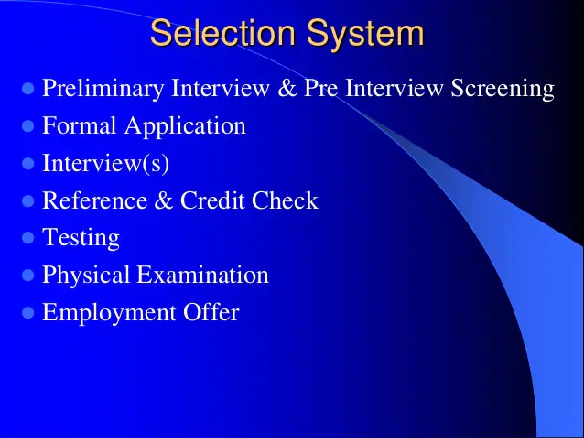 Selection System
Preliminary Interview & Pre Interview Screening
Formal Application
Interview(s)
Reference & Credit Check
Testing
Physical Examination
Employment Offer